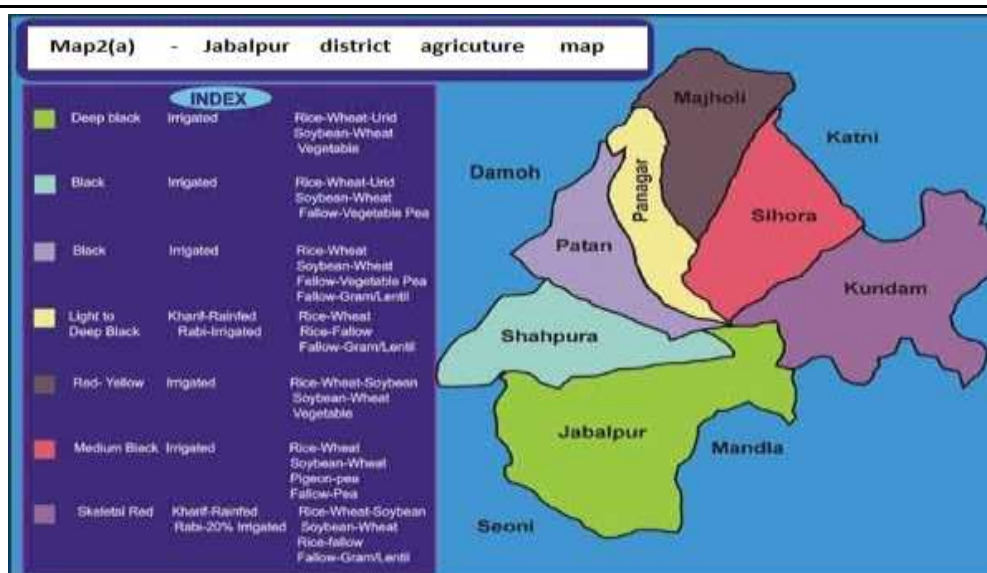 Map2(a) - Jabalpur district agricuture map
INDEX
Deep black Irrigated Rice-Wheat-Urid
Soybean-Wheat
Vegetable
Black Irrigated Rice-Wheat-Urid
Soybean-Wheat
Fallow-Vegetable Pea
Black Irrigated Rice-Wheat
Soybean-Wheat
Fallow-Vegetable Pea
Fallow-Gram/Lentil
Light to Kharif-Rainfed Rice-Wheat
Deep Black Rabi-Irrigated Rice-Fallow
Fallow-Gram/Lentil
Red- Yellow Irrigated Rice-Wheat-Soybean
Soybean-Wheat
Vegetable
Medium Black Irrigated Rice-Wheat
Soybean-Wheat
Pigeon-pea
Fallow-Pea
Skeletal Red Kharif-Rainfed Rice-Wheat-Soybean
Rabi-20% Irrigated Soybean-Wheat
Rice-fallow
Fallow-Gram/Lentil
Majholi
Katni
Damoh
Panagar
Sihora
Patan
Kundam
Shahpura
Jabalpur
Mandla
Seoni